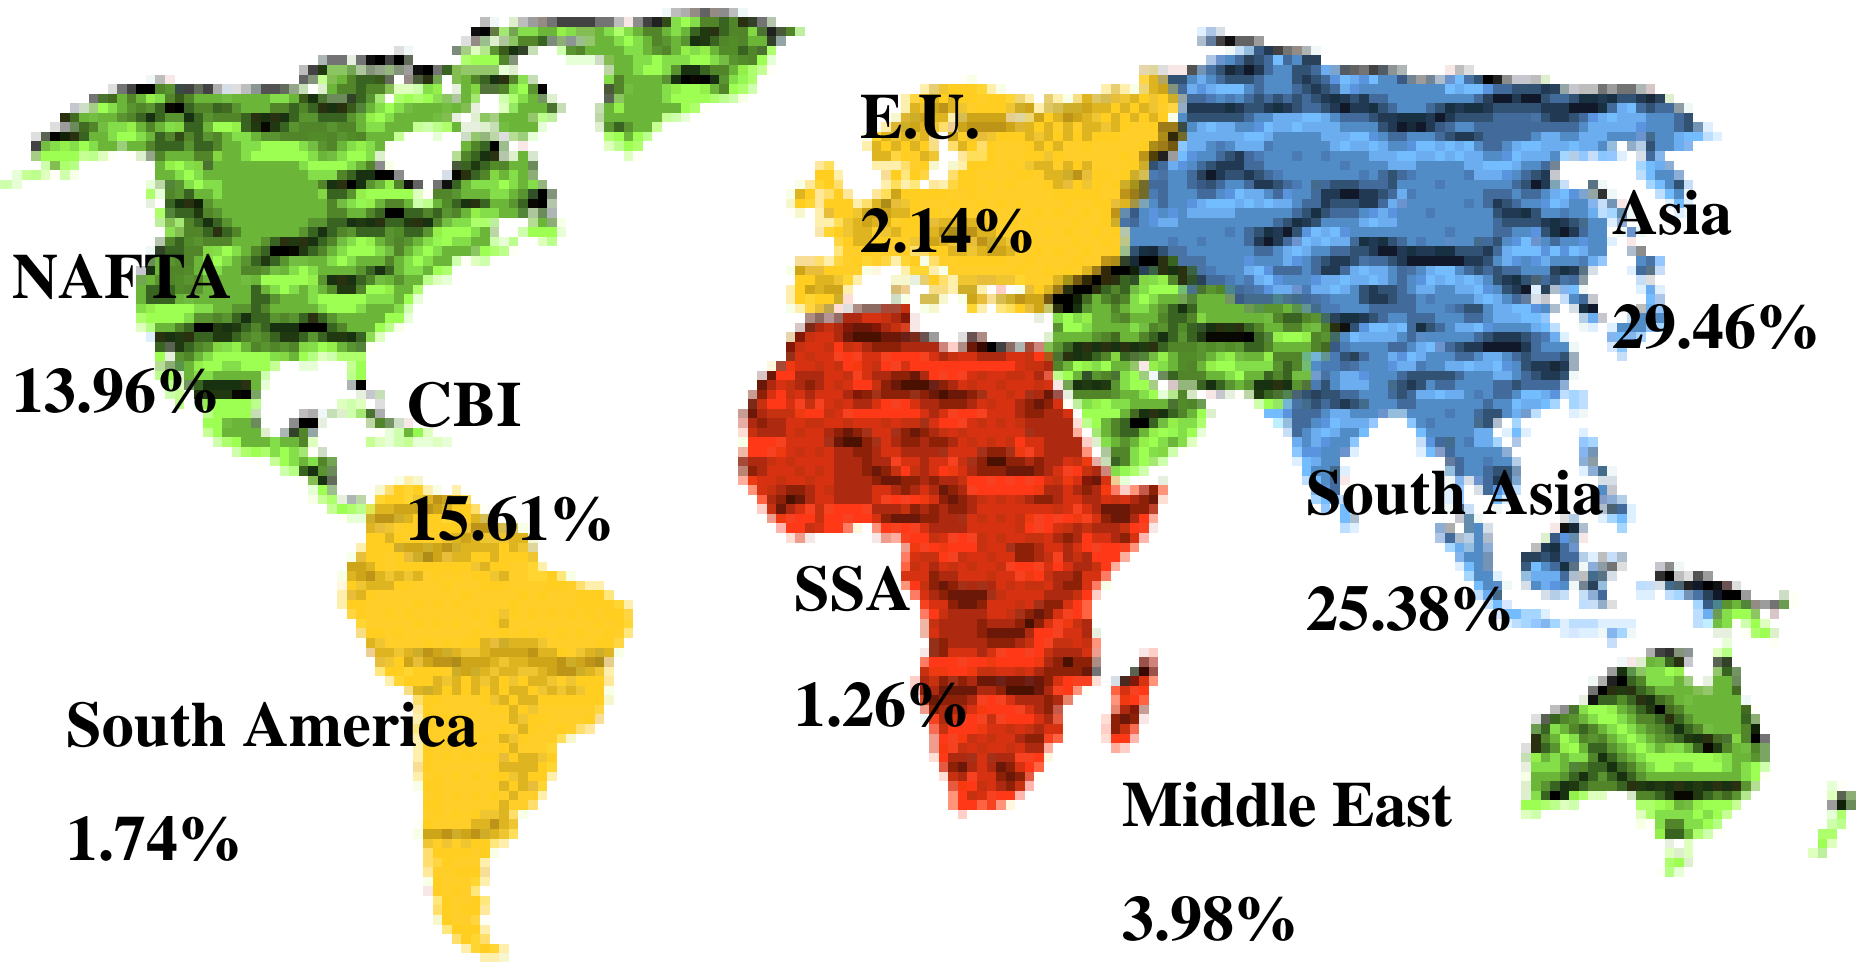 NAFTA
13.96%
CBI
15.61%
South America
1.74%
E.U.
2.14%
SSA
1.26%
Middle East
3.98%
Asia
29.46%
South Asia
25.38%